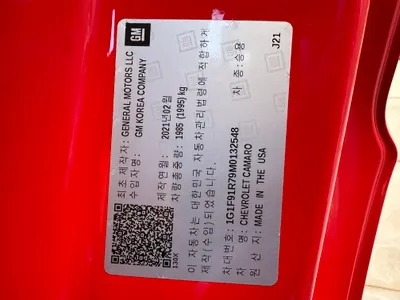 GM
최초 제작자: GENERAL MOTORS LLC
수입자명: GM KOREA COMPANY
제작연월: 2021년 02 월
차량총중량: 1985 (1995) kg
이 자동차는 대한민국 자동차관리법령에 적합하게
제작 (수입) 되었습니다.
차대번호: 1G1F91R79M0132548
차 명: CHEVROLET CAMARO
원 산 지: MADE IN THE USA
차 종: 승 용
J21
130X